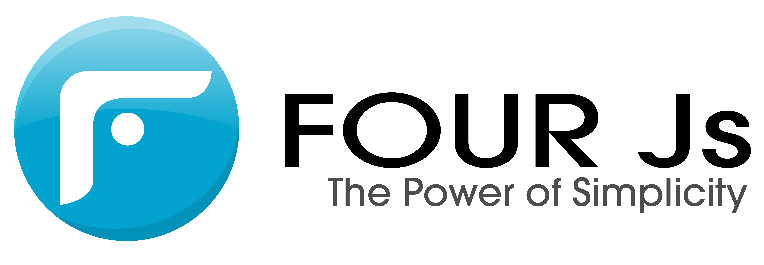 FOUR Js
The Power of Simplicity